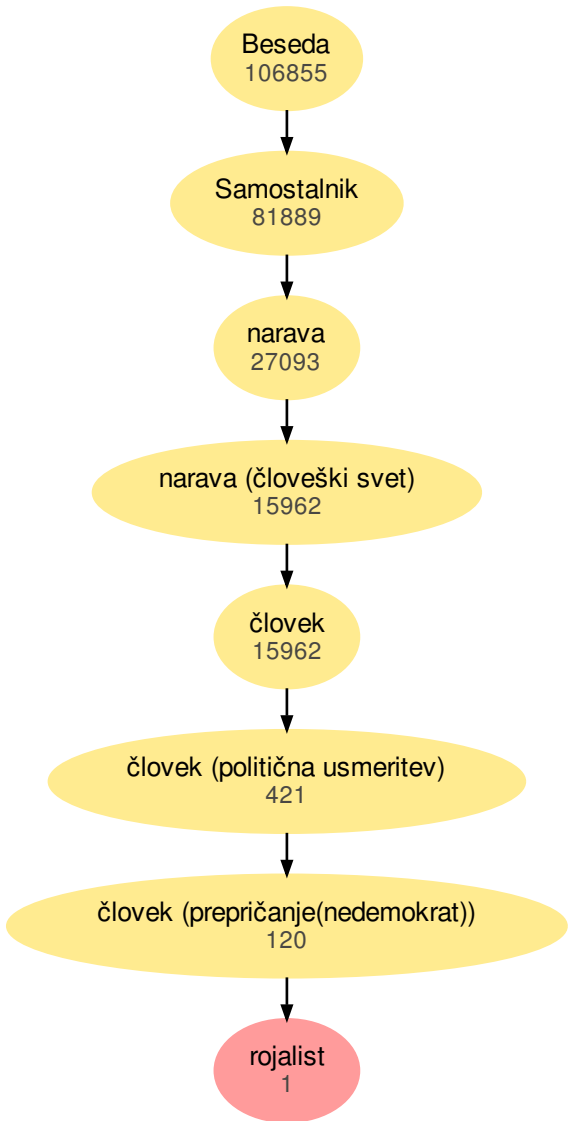 Beseda
106855
Samostalnik
81889
narava
27093
narava (človeški svet)
15962
človek
15962
človek (politična usmeritev)
421
človek (prepričanje(nedemokrat))
120
rojalist
1